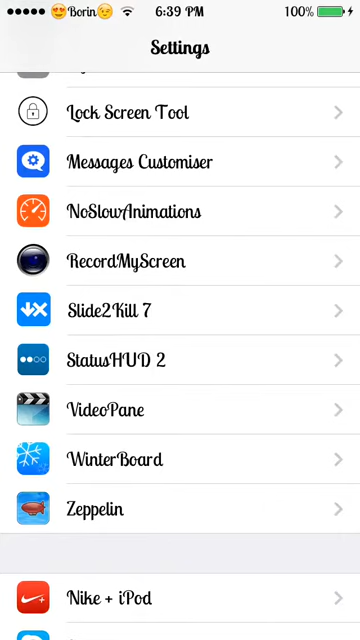 😍Borin😉 6:39 PM 100%
Settings
Lock Screen Tool
Messages Customiser
NoSlowAnimations
RecordMyScreen
Slide2Kill 7
StatusHUD 2
VideoPane
WinterBoard
Zeppelin
Nike + iPod